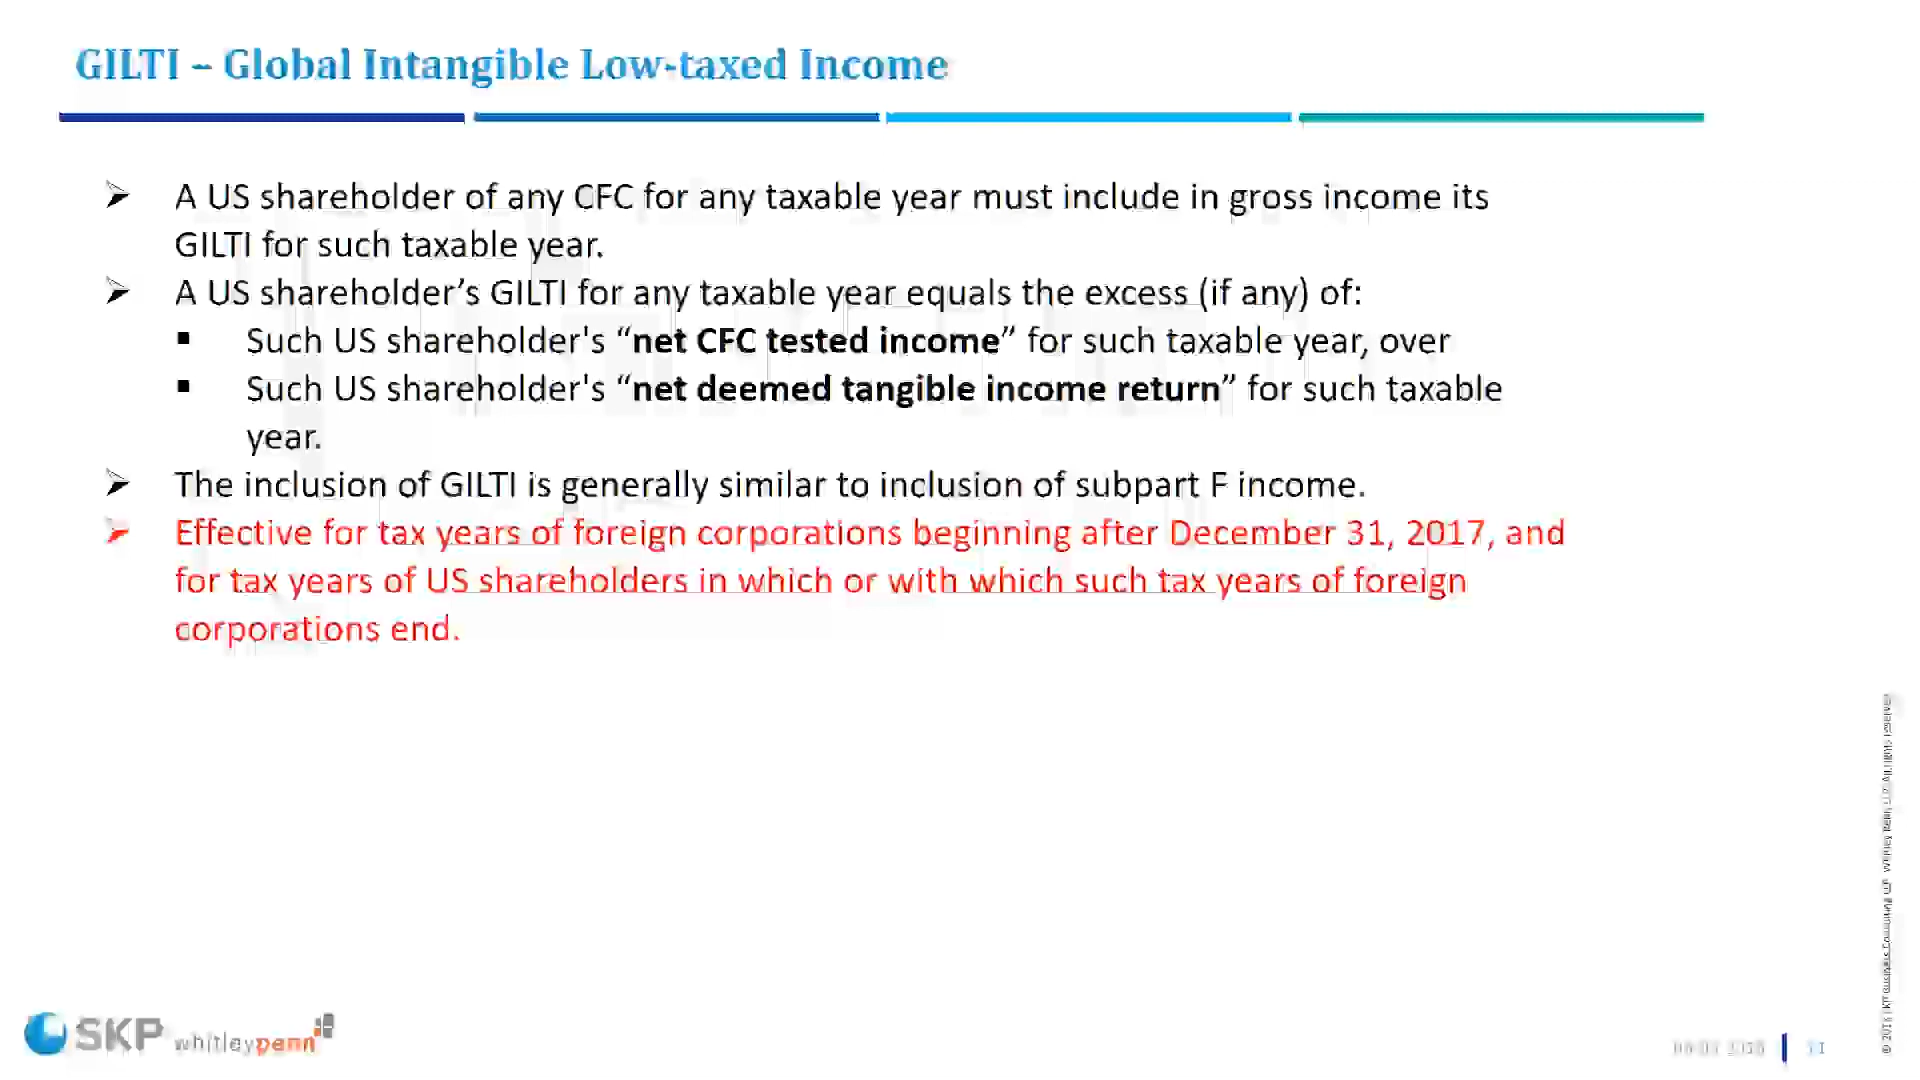 GILTI – Global Intangible Low-taxed Income
➢ A US shareholder of any CFC for any taxable year must include in gross income its
GILTI for such taxable year.
➢ A US shareholder’s GILTI for any taxable year equals the excess (if any) of:
▪ Such US shareholder's “net CFC tested income” for such taxable year, over
▪ Such US shareholder's “net deemed tangible income return” for such taxable
year.
➢ The inclusion of GILTI is generally similar to inclusion of subpart F income.
➢ Effective for tax years of foreign corporations beginning after December 31, 2017, and
for tax years of US shareholders in which or with which such tax years of foreign
corporations end.
SKP whitleypenn